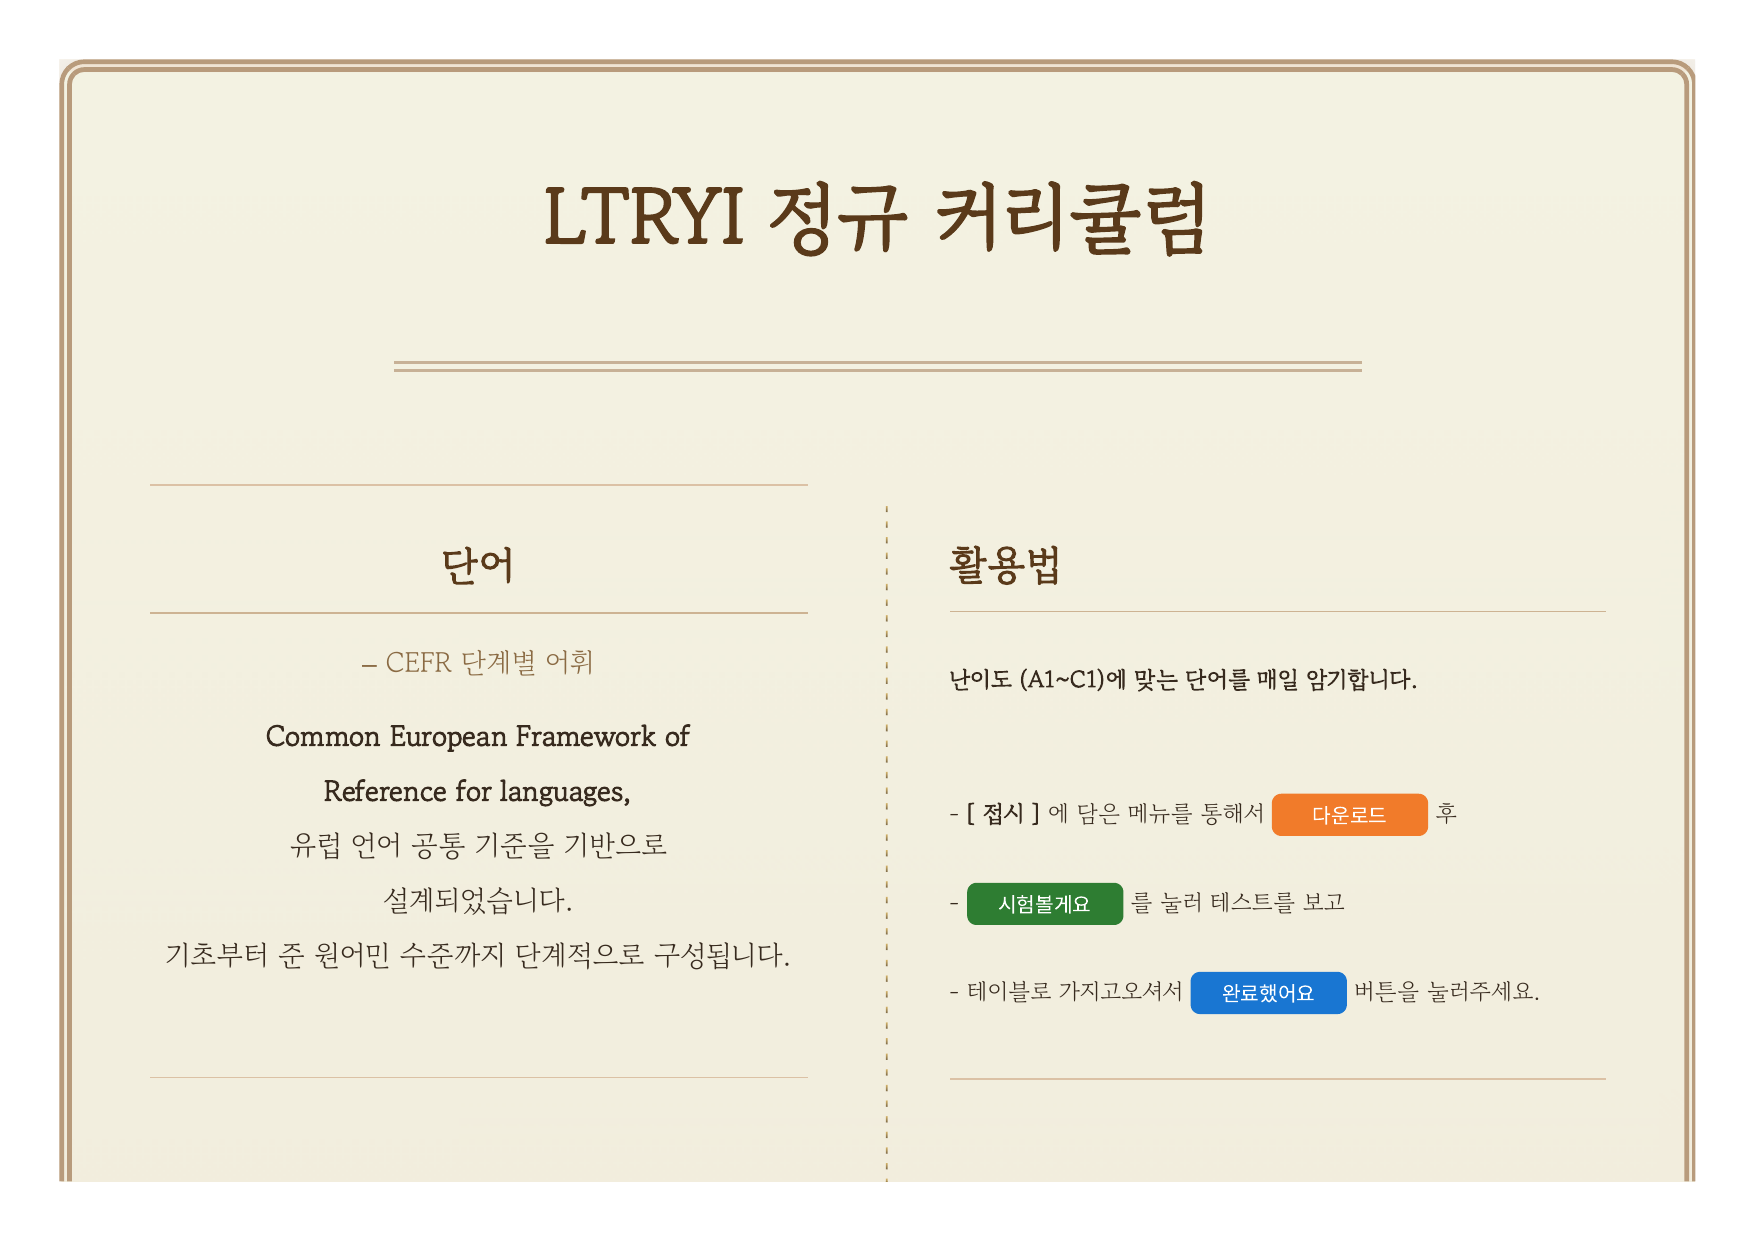 LTRYI 정규 커리큘럼
단어
– CEFR 단계별 어휘
Common European Framework of
Reference for languages,
유럽 언어 공통 기준을 기반으로
설계되었습니다.
기초부터 준 원어민 수준까지 단계적으로 구성됩니다.
활용법
난이도 (A1~C1)에 맞는 단어를 매일 암기합니다.
- [ 접시 ] 에 담은 메뉴를 통해서 다운로드 후
- 시험볼게요 를 눌러 테스트를 보고
- 테이블로 가지고오셔서 완료했어요 버튼을 눌러주세요.